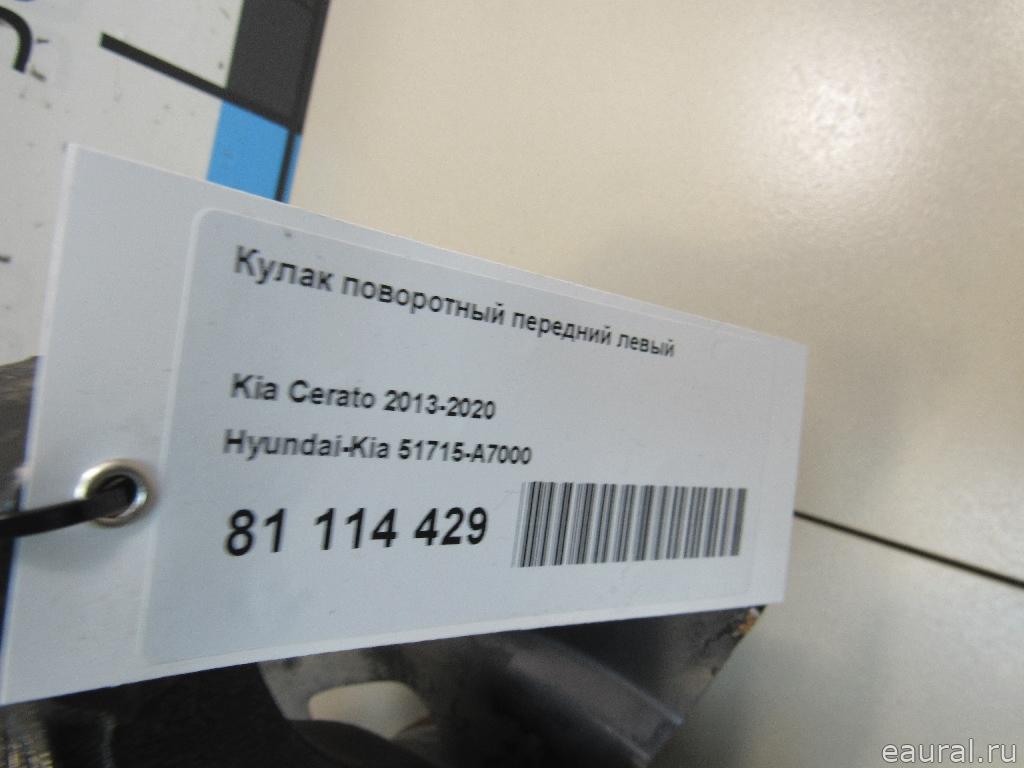 Кулак поворотный передний левый
Kia Cerato 2013-2020
Hyundai-Kia 51715-A7000
81 114 429
eaural.ru